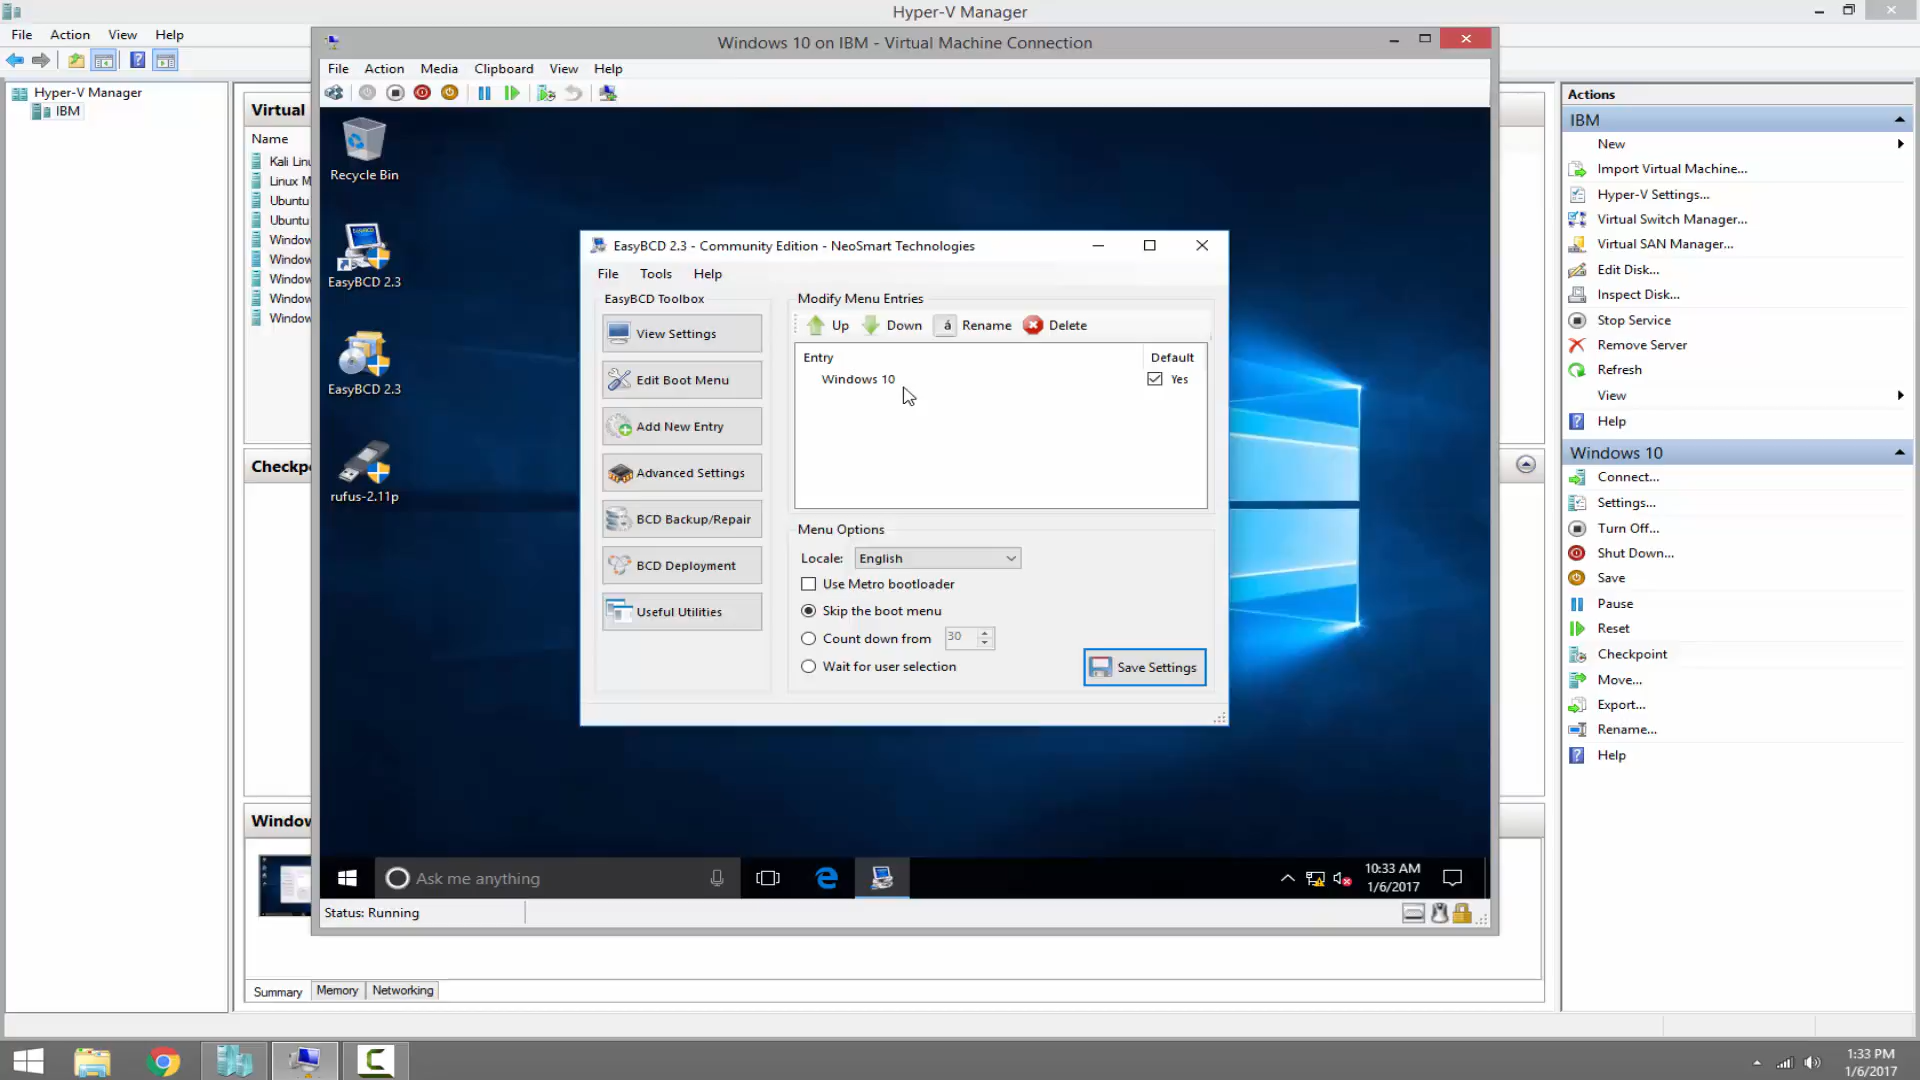 Hyper-V Manager
File Action View Help
Hyper-V Manager
IBM
Virtual
Name
Kali Linu
Linux M
Ubuntu
Ubuntu
Window
Window
Window
Window
Window
Checkp
Window
Summary Memory Networking
Windows 10 on IBM - Virtual Machine Connection
File Action Media Clipboard View Help
Recycle Bin
EasyBCD 2.3
EasyBCD 2.3
rufus-2.11p
EasyBCD 2.3 - Community Edition - NeoSmart Technologies
File Tools Help
EasyBCD Toolbox
View Settings
Edit Boot Menu
Add New Entry
Advanced Settings
BCD Backup/Repair
BCD Deployment
Useful Utilities
Modify Menu Entries
Up Down á Rename Delete
Entry Default
Windows 10 Yes
Menu Options
Locale: English
Use Metro bootloader
Skip the boot menu
Count down from 30
Wait for user selection
Save Settings
Ask me anything
10:33 AM
1/6/2017
Status: Running
Actions
IBM
New
Import Virtual Machine...
Hyper-V Settings...
Virtual Switch Manager...
Virtual SAN Manager...
Edit Disk...
Inspect Disk...
Stop Service
Remove Server
Refresh
View
Help
Windows 10
Connect...
Settings...
Turn Off...
Shut Down...
Save
Pause
Reset
Checkpoint
Move...
Export...
Rename...
Help
1:33 PM
1/6/2017